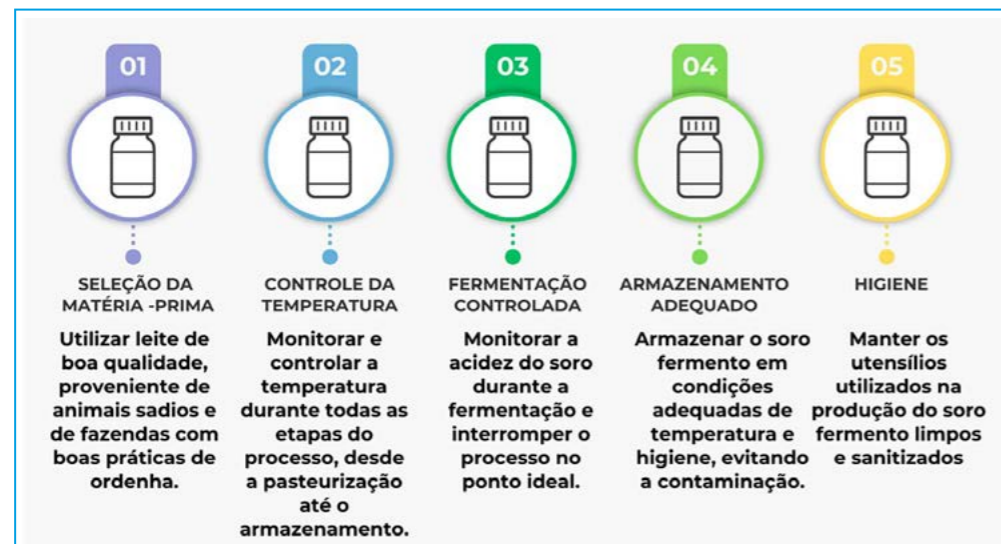 01
SELEÇÃO DA
MATÉRIA -PRIMA
Utilizar leite de
boa qualidade,
proveniente de
animais sadios e
de fazendas com
boas práticas de
ordenha.
02
CONTROLE DA
TEMPERATURA
Monitorar e
controlar a
temperatura
durante todas as
etapas do
processo, desde
a pasteurização
até o
armazenamento.
03
FERMENTAÇÃO
CONTROLADA
Monitorar a
acidez do soro
durante a
fermentação e
interromper o
processo no
ponto ideal.
04
ARMAZENAMENTO
ADEQUADO
Armazenar o soro
fermento em
condições
adequadas de
temperatura e
higiene, evitando
a contaminação.
05
HIGIENE
Manter os
utensílios
utilizados na
produção do soro
fermento limpos
e sanitizados